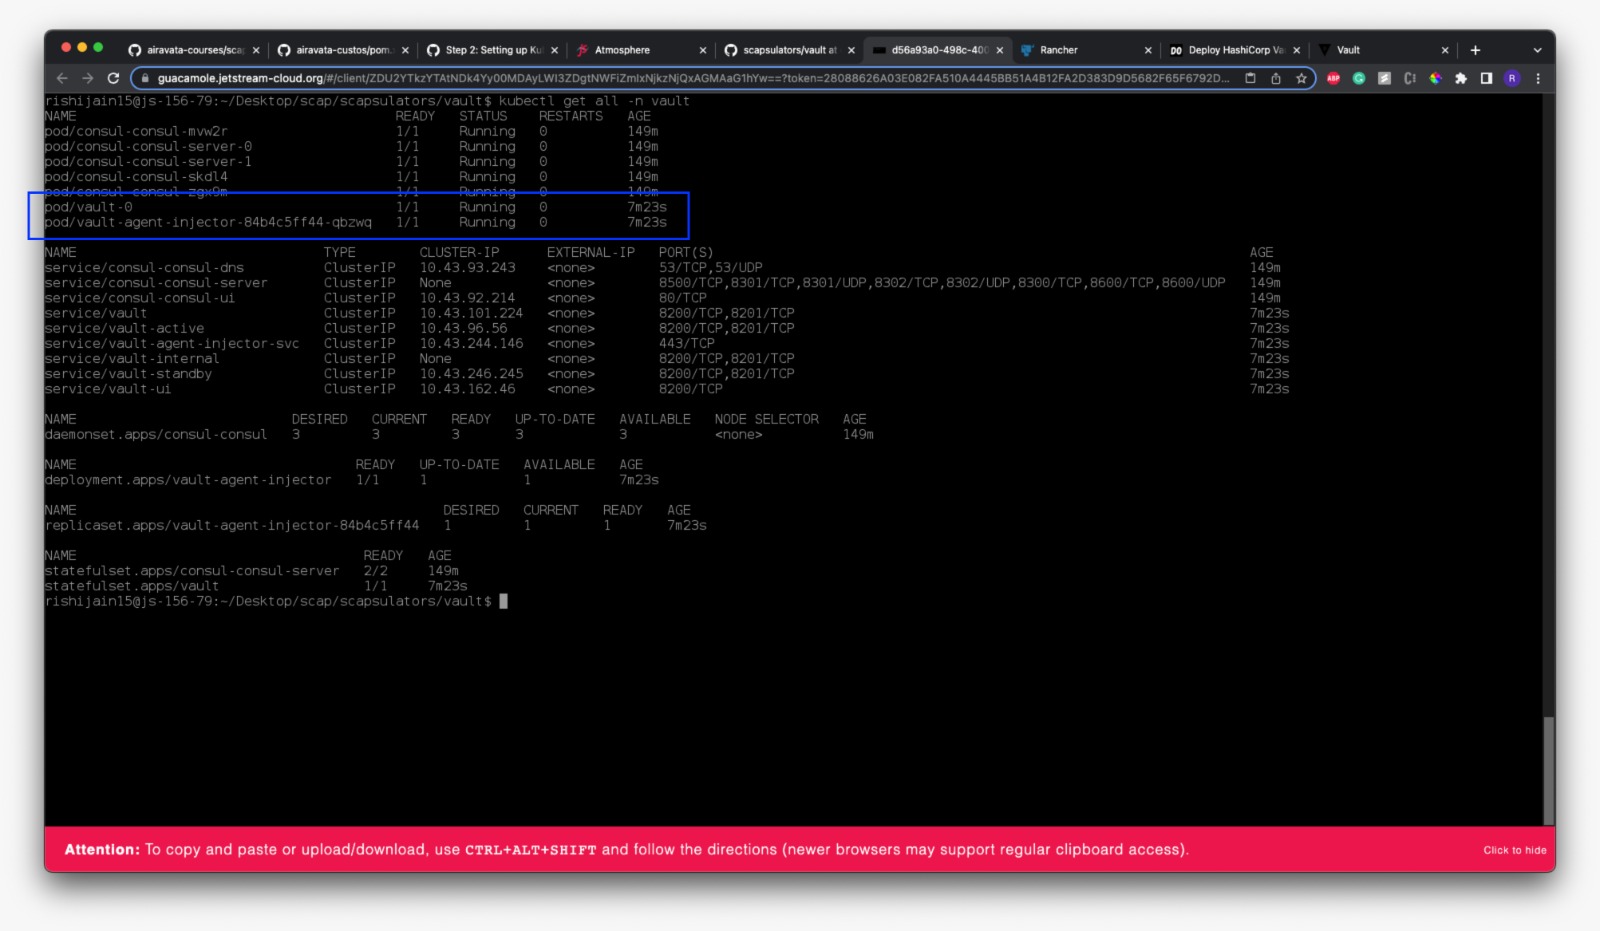 airavata-courses/scap
airavata-custos/pom.
Step 2: Setting up Ku
Atmosphere
scapsulators/vault at
d56a93a0-498c-400
Rancher
DO Deploy HashiCorp Va
Vault
guacamole.jetstream-cloud.org/#/client/ZDU2YTkzYTAtNDk4Yy00MDAyLWI3ZDgtNWFiZmIxNjkzNjQxAGMAaG1hYw==?token=28088626A03E082FA510A4445BB51A4B12FA2D383D9D5682F65F6792D...
ABP
R
rishijain15@js-156-79:~/Desktop/scap/scapsulators/vault$ kubectl get all -n vault
NAME READY STATUS RESTARTS AGE
pod/consul-consul-mvw2r 1/1 Running 0 149m
pod/consul-consul-server-0 1/1 Running 0 149m
pod/consul-consul-server-1 1/1 Running 0 149m
pod/consul-consul-skdl4 1/1 Running 0 149m
pod/consul-consul-zgx9m 1/1 Running 0 149m
pod/vault-0 1/1 Running 0 7m23s
pod/vault-agent-injector-84b4c5ff44-qbzwq 1/1 Running 0 7m23s
NAME TYPE CLUSTER-IP EXTERNAL-IP PORT(S) AGE
service/consul-consul-dns ClusterIP 10.43.93.243 <none> 53/TCP,53/UDP 149m
service/consul-consul-server ClusterIP None <none> 8500/TCP,8301/TCP,8301/UDP,8302/TCP,8302/UDP,8300/TCP,8600/TCP,8600/UDP 149m
service/consul-consul-ui ClusterIP 10.43.92.214 <none> 80/TCP 149m
service/vault ClusterIP 10.43.101.224 <none> 8200/TCP,8201/TCP 7m23s
service/vault-active ClusterIP 10.43.96.56 <none> 8200/TCP,8201/TCP 7m23s
service/vault-agent-injector-svc ClusterIP 10.43.244.146 <none> 443/TCP 7m23s
service/vault-internal ClusterIP None <none> 8200/TCP,8201/TCP 7m23s
service/vault-standby ClusterIP 10.43.246.245 <none> 8200/TCP,8201/TCP 7m23s
service/vault-ui ClusterIP 10.43.162.46 <none> 8200/TCP 7m23s
NAME DESIRED CURRENT READY UP-TO-DATE AVAILABLE NODE SELECTOR AGE
daemonset.apps/consul-consul 3 3 3 3 3 <none> 149m
NAME READY UP-TO-DATE AVAILABLE AGE
deployment.apps/vault-agent-injector 1/1 1 1 7m23s
NAME DESIRED CURRENT READY AGE
replicaset.apps/vault-agent-injector-84b4c5ff44 1 1 1 7m23s
NAME READY AGE
statefulset.apps/consul-consul-server 2/2 149m
statefulset.apps/vault 1/1 7m23s
rishijain15@js-156-79:~/Desktop/scap/scapsulators/vault$
Attention: To copy and paste or upload/download, use CTRL+ALT+SHIFT and follow the directions (newer browsers may support regular clipboard access).
Click to hide